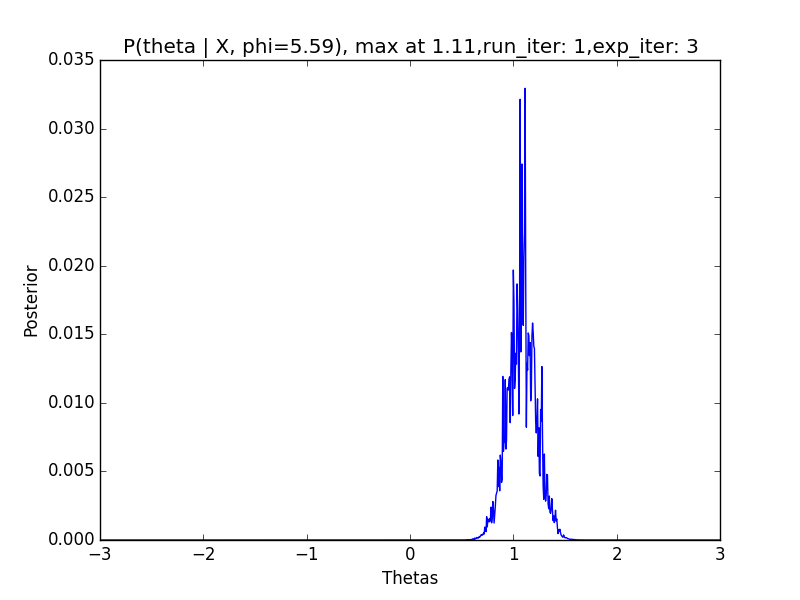 P(theta | X, phi=5.59), max at 1.11,run_iter: 1,exp_iter: 3
0.035
0.030
0.025
0.020
0.015
0.010
0.005
0.000
Posterior
−3 −2 −1 0 1 2 3
Thetas